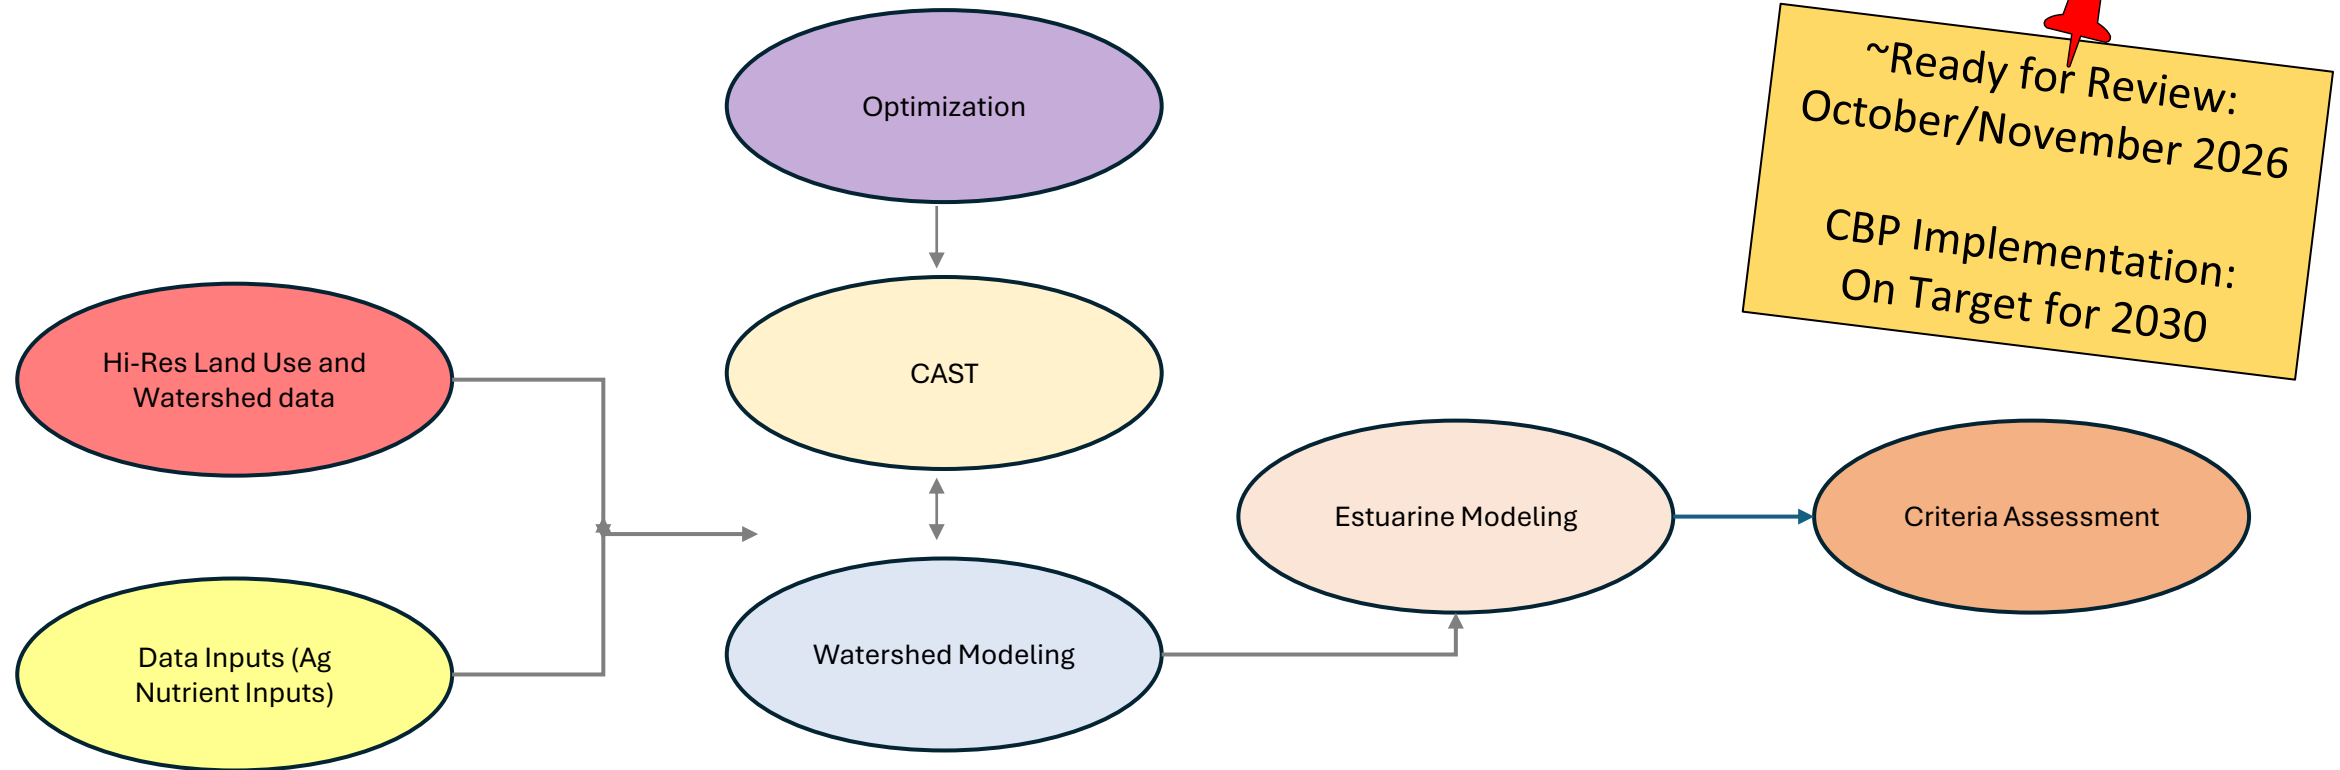 Optimization
~Ready for Review:
October/November 2026
CBP Implementation:
On Target for 2030
Hi-Res Land Use and
Watershed data
CAST
Estuarine Modeling
Criteria Assessment
Data Inputs (Ag
Nutrient Inputs)
Watershed Modeling